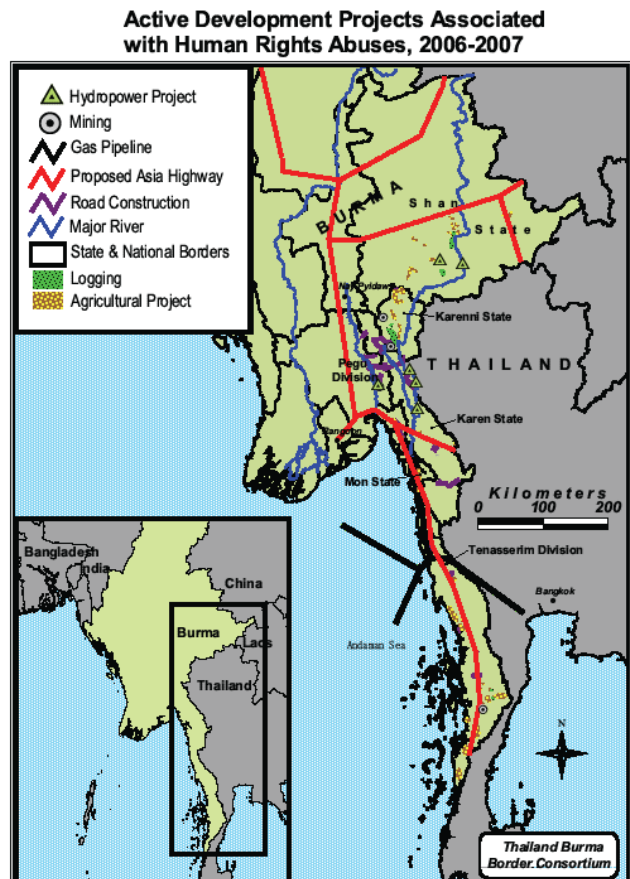 Active Development Projects Associated
with Human Rights Abuses, 2006-2007
Hydropower Project
Mining
Gas Pipeline
Proposed Asia Highway
Road Construction
Major River
State & National Borders
Logging
Agricultural Project
BURMA
Shan
State
Nay Pyidaw
Karenni State
THAILAND
Pegu
Division
Karen State
Rangoon
Mon State
Kilometers
0 100 200
Tenasserim Division
Bangkok
Andaman Sea
Bangladesh
India
China
Burma
Laos
Thailand
N
Thailand Burma
Border Consortium